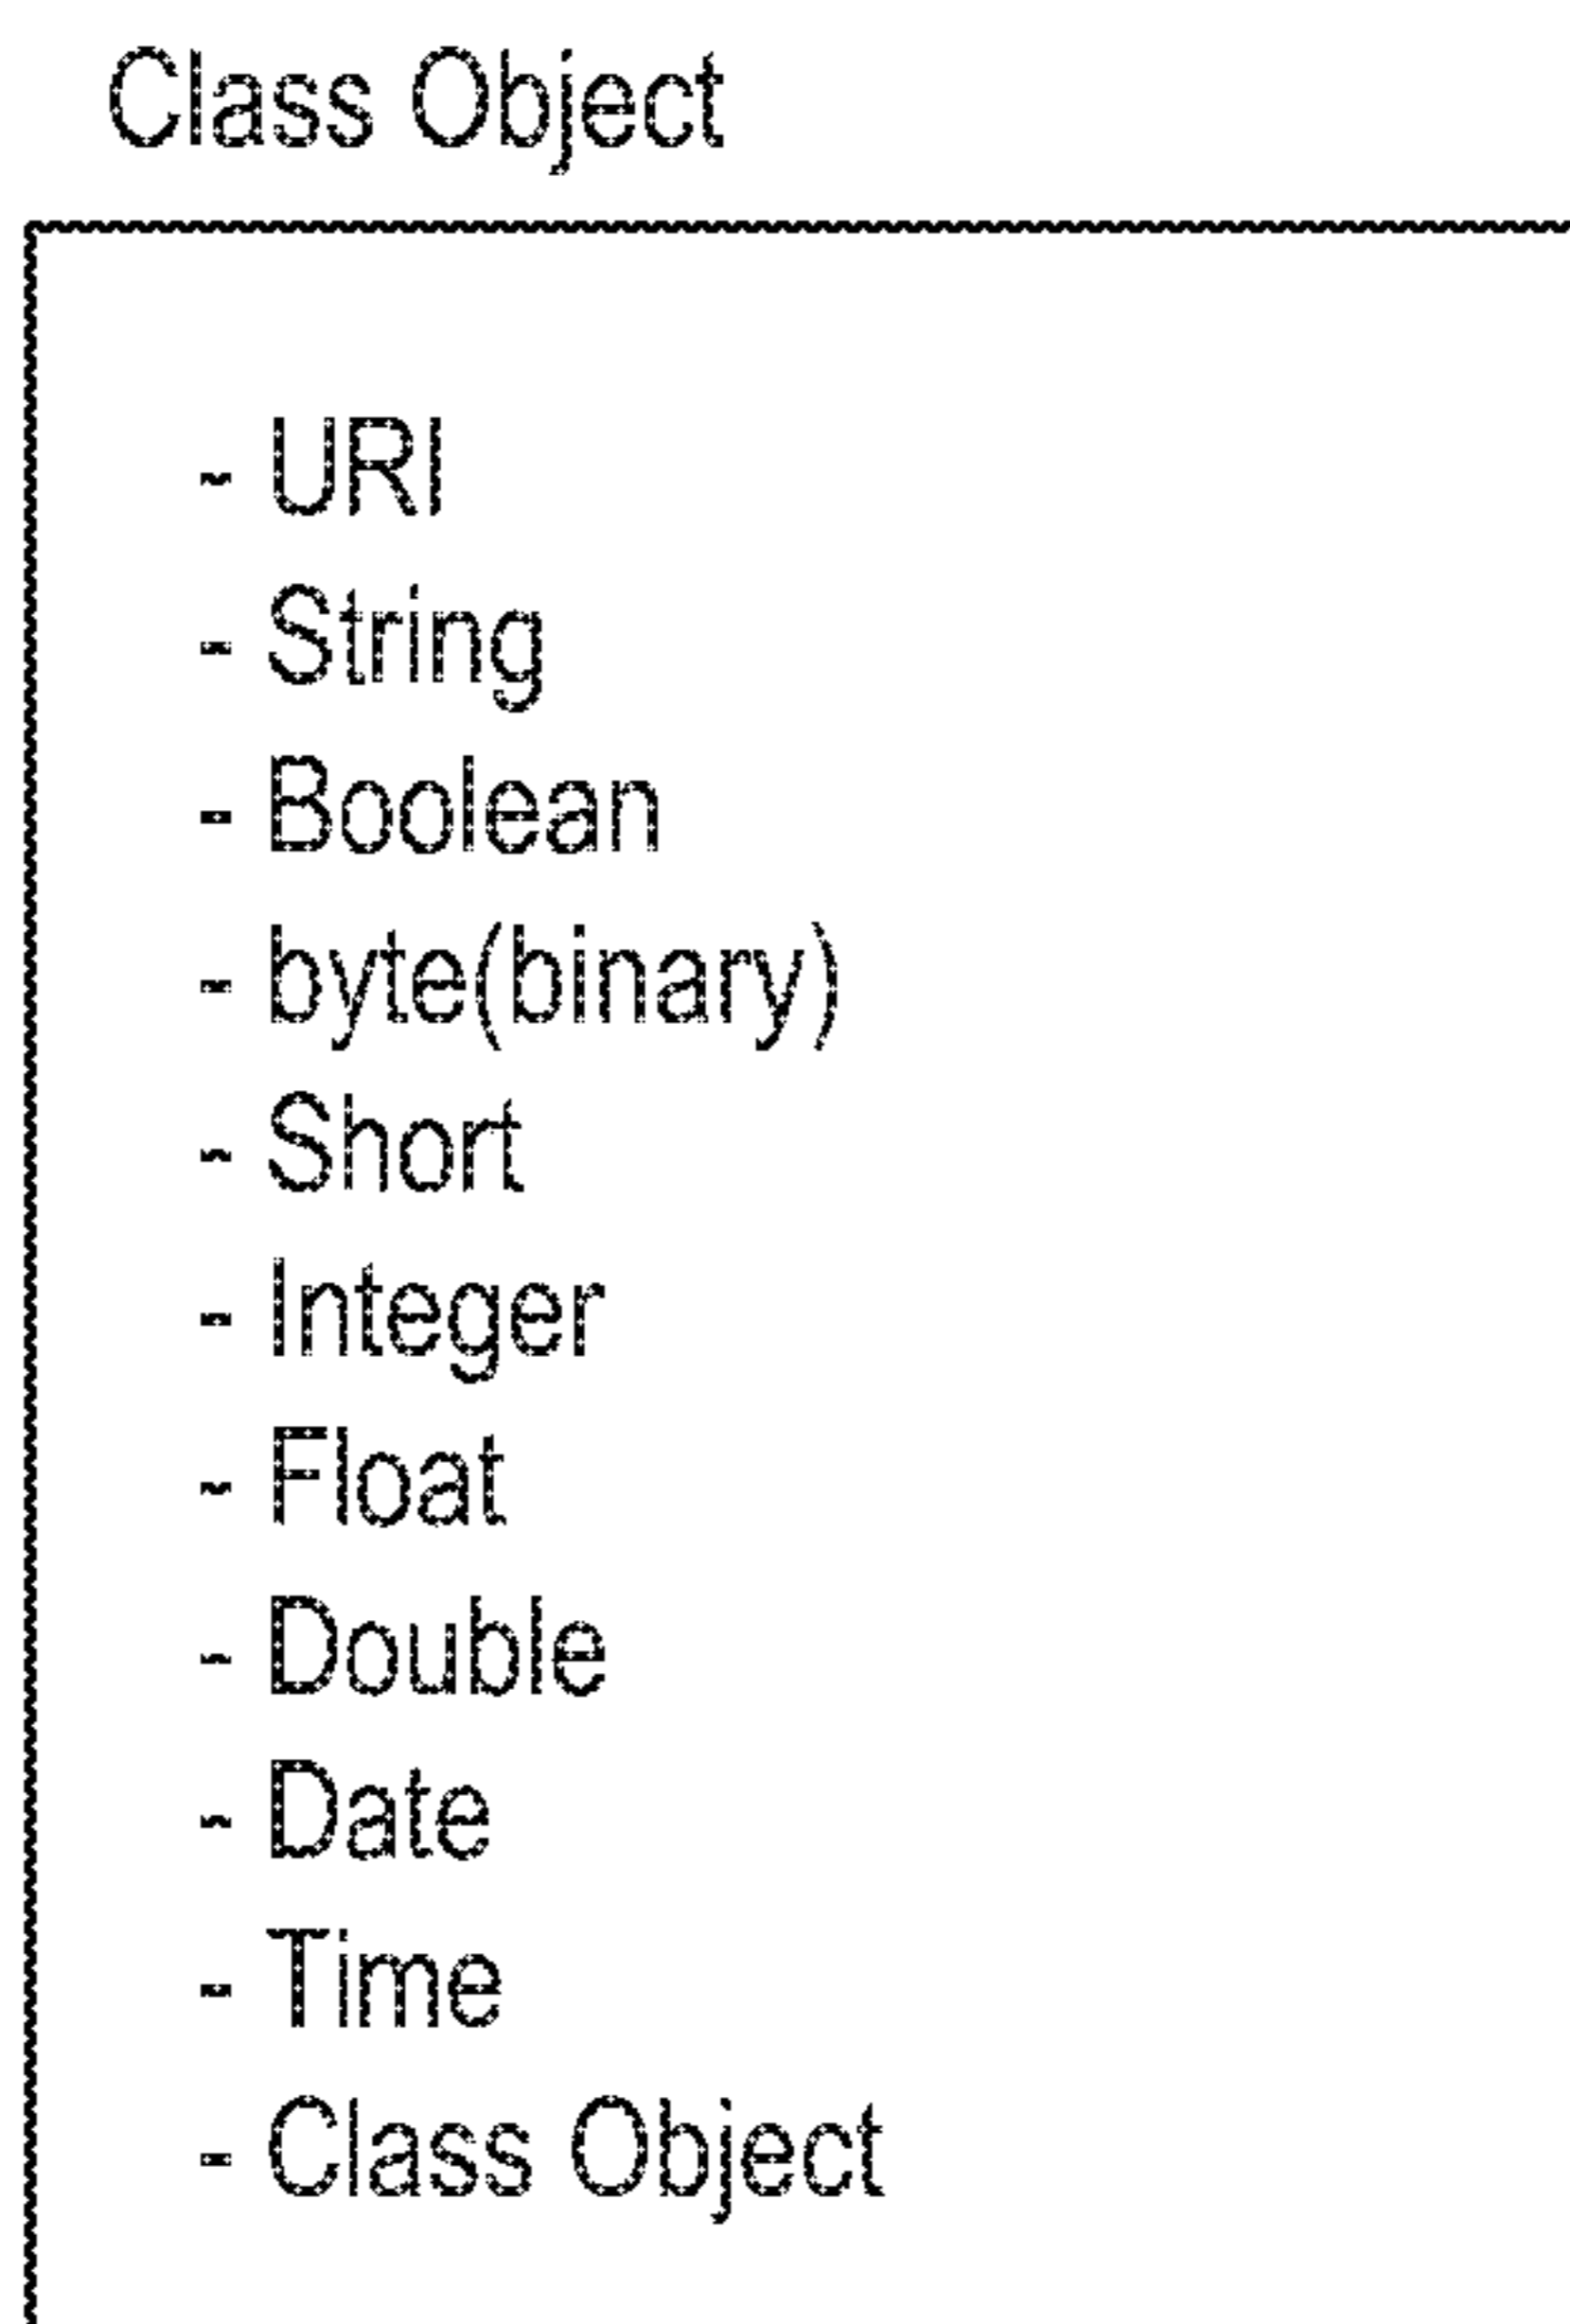 Class Object
- URI
- String
- Boolean
- byte(binary)
- Short
- Integer
- Float
- Double
- Date
- Time
- Class Object